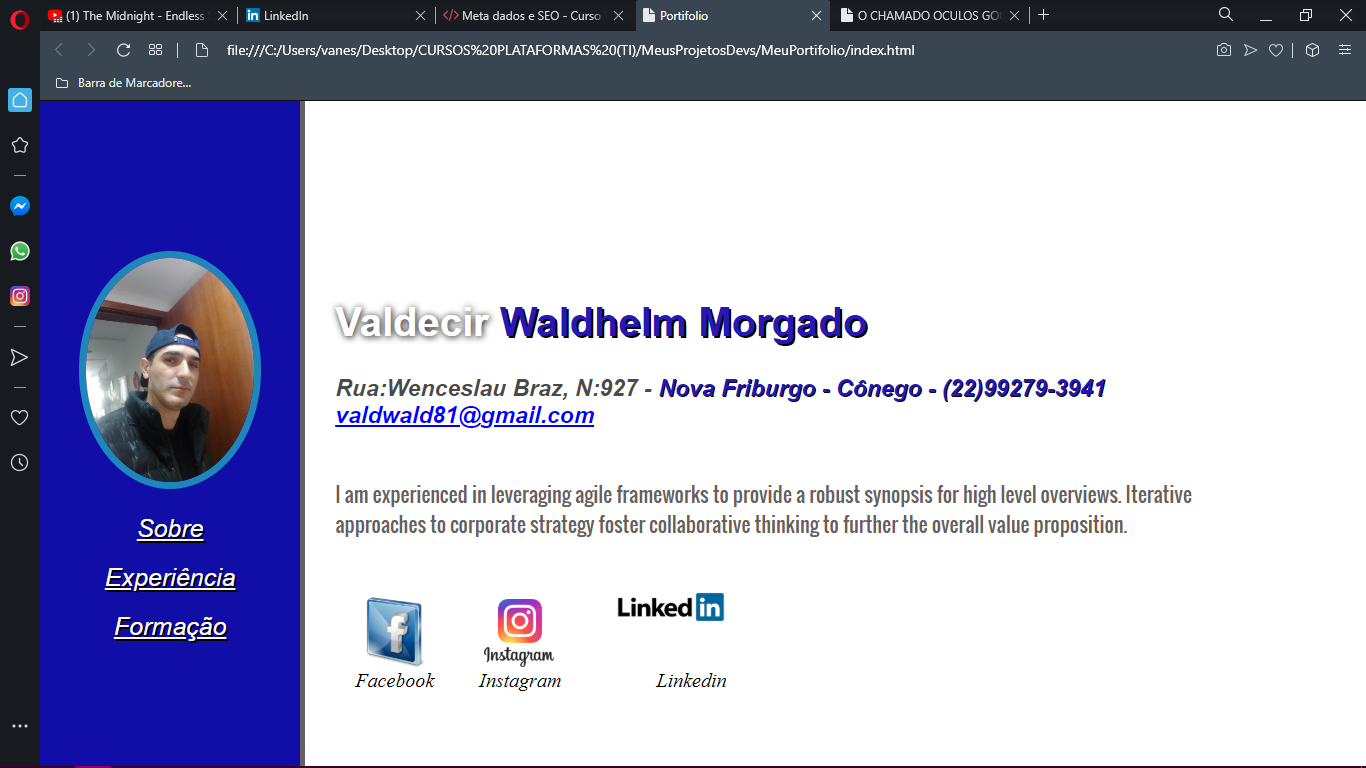 (1) The Midnight - Endless
LinkedIn
Meta dados e SEO - Curso
Portifolio
O CHAMADO OCULOS GO
file:///C:/Users/vanes/Desktop/CURSOS%20PLATAFORMAS%20(TI)/MeusProjetosDevs/MeuPortifolio/index.html
Barra de Marcadore...
Valdecir Waldhelm Morgado
Rua:Wenceslau Braz, N:927 - Nova Friburgo - Cônego - (22)99279-3941
valdwald81@gmail.com
Sobre
Experiência
Formação
I am experienced in leveraging agile frameworks to provide a robust synopsis for high level overviews. Iterative
approaches to corporate strategy foster collaborative thinking to further the overall value proposition.
Linked in
Instagram
Facebook
Instagram
Linkedin